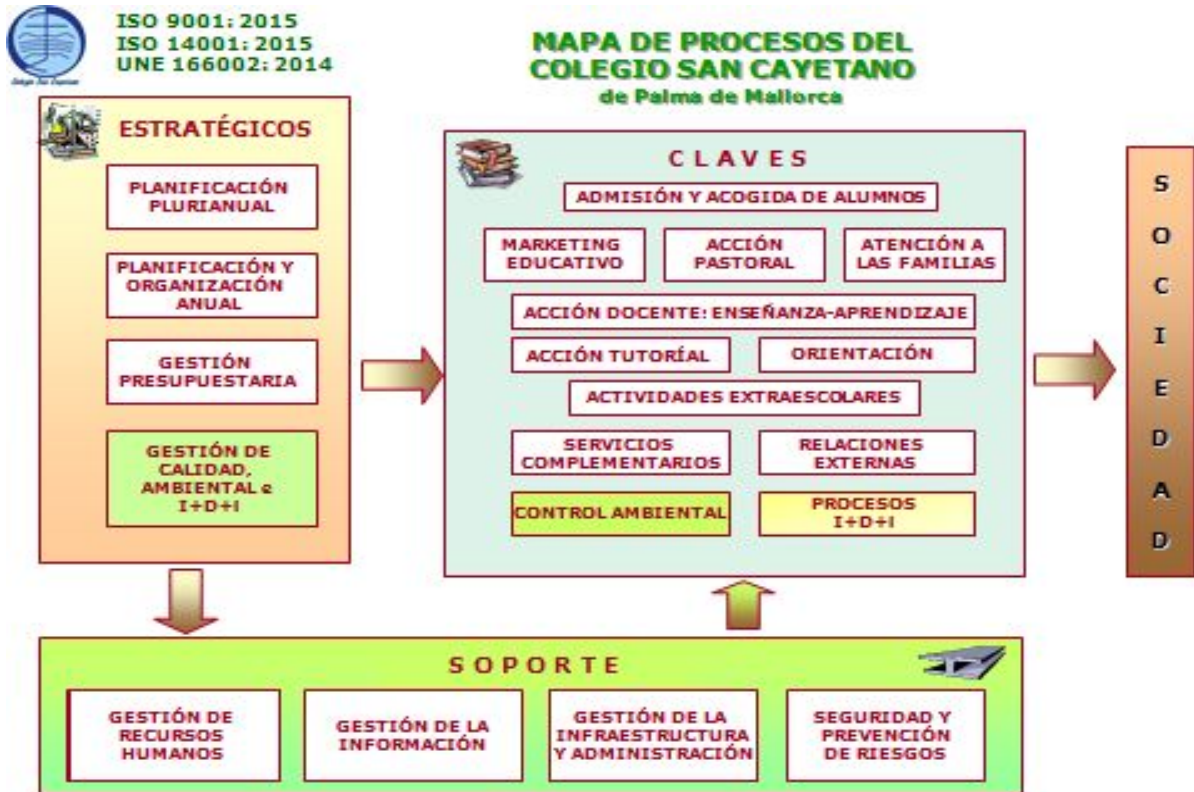 ISO 9001:2015
ISO 14001:2015
UNE 166002:2014
MAPA DE PROCESOS DEL
COLEGIO SAN CAYETANO
de Palma de Mallorca
ESTRATÉGICOS
PLANIFICACIÓN
PLURIANUAL
PLANIFICACIÓN Y
ORGANIZACIÓN
ANUAL
GESTIÓN
PRESUPUESTARIA
GESTIÓN DE
CALIDAD,
AMBIENTAL e
I+D+i
CLAVES
ADMISIÓN Y ACOGIDA DE ALUMNOS
MARKETING
EDUCATIVO
ACCIÓN
PASTORAL
ATENCIÓN A
LAS FAMILIAS
ACCIÓN DOCENTE: ENSEÑANZA-APRENDIZAJE
ACCIÓN TUTORÍAL
ORIENTACIÓN
ACTIVIDADES EXTRAESCOLARES
SERVICIOS
COMPLEMENTARIOS
RELACIONES
EXTERNAS
CONTROL AMBIENTAL
PROCESOS
I+D+i
SOCIEDAD
SOPORTE
GESTIÓN DE
RECURSOS
HUMANOS
GESTIÓN DE LA
INFORMACIÓN
GESTIÓN DE LA
INFRAESTRUCTURA
Y ADMINISTRACIÓN
SEGURIDAD Y
PREVENCIÓN
DE RIESGOS